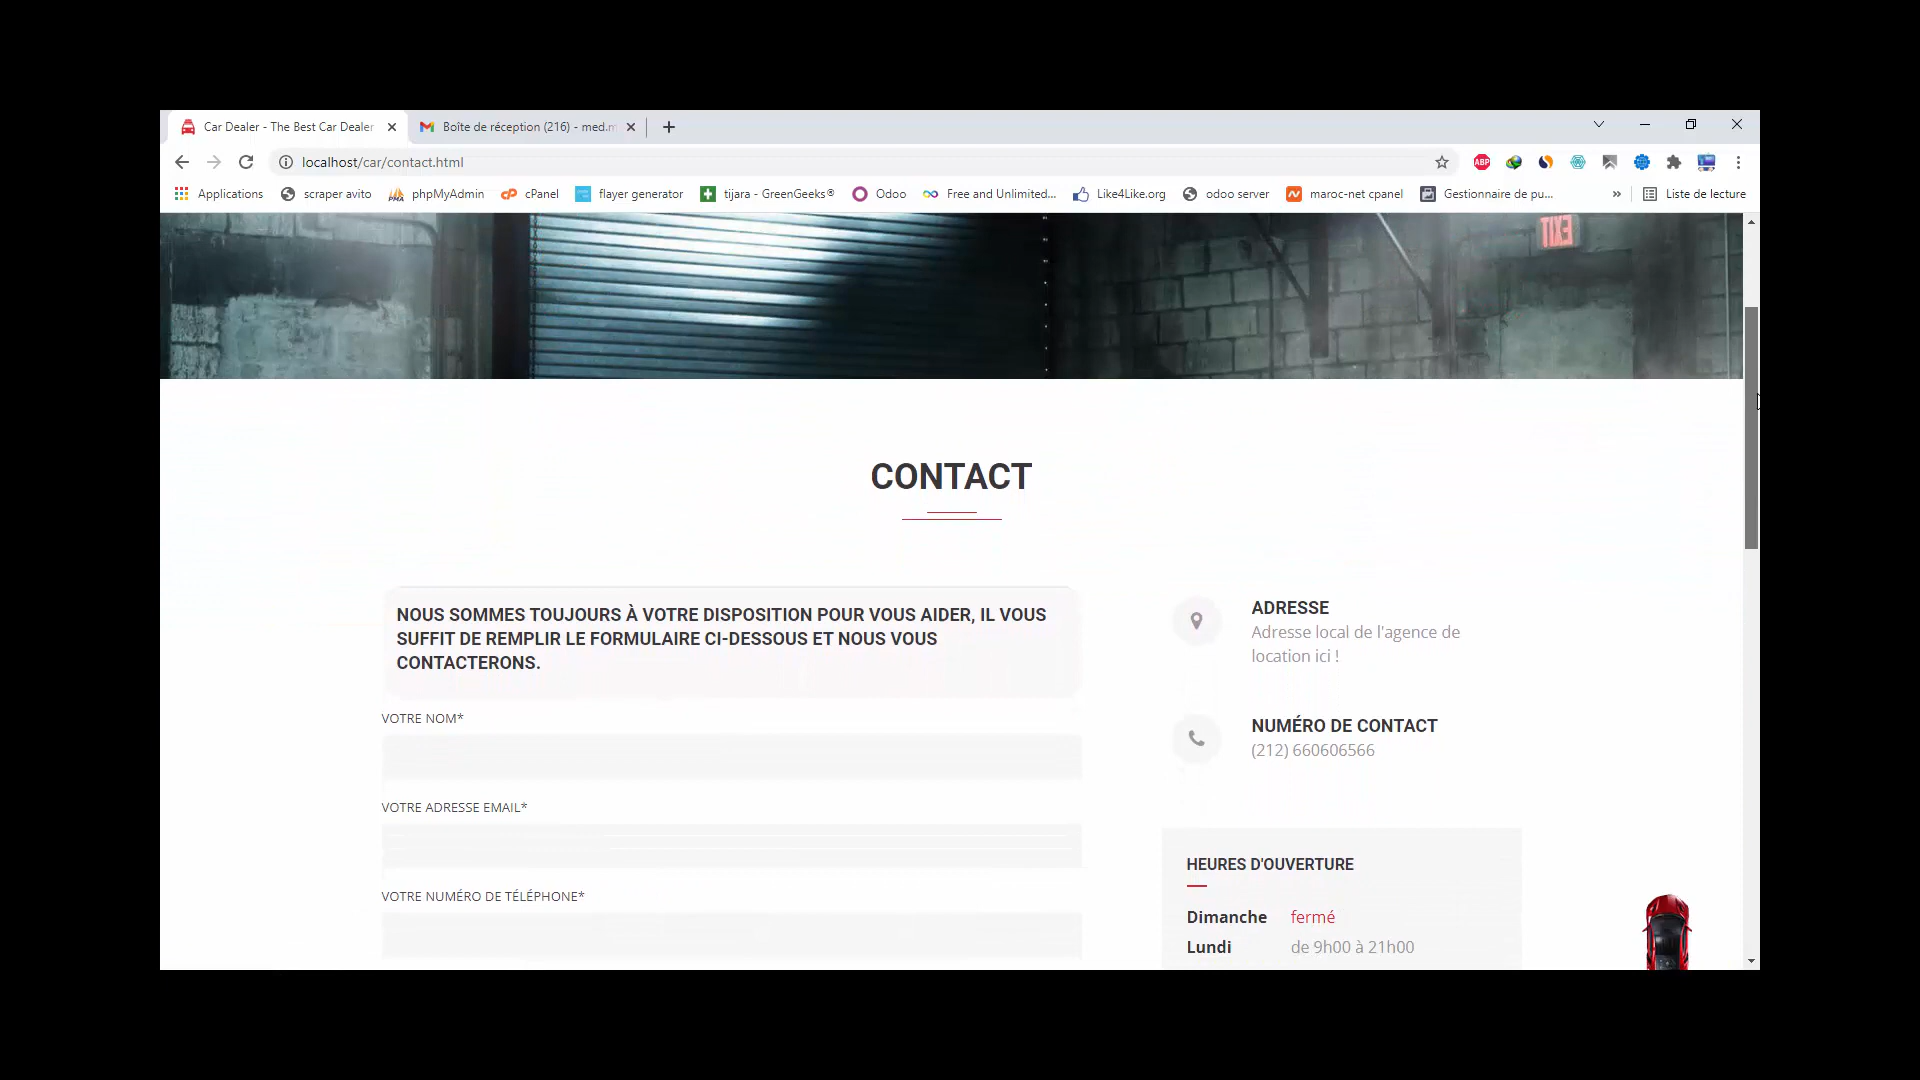 Car Dealer - The Best Car Dealer
Boîte de réception (216) - med.m
localhost/car/contact.html
ABP
Applications
scraper avito
phpMyAdmin
cPanel
flayer generator
tijara - GreenGeeks®
Odoo
Free and Unlimited...
Like4Like.org
odoo server
maroc-net cpanel
Gestionnaire de pu...
»
Liste de lecture
EXIT
CONTACT
NOUS SOMMES TOUJOURS À VOTRE DISPOSITION POUR VOUS AIDER, IL VOUS
SUFFIT DE REMPLIR LE FORMULAIRE CI-DESSOUS ET NOUS VOUS
CONTACTERONS.
VOTRE NOM*
VOTRE ADRESSE EMAIL*
VOTRE NUMÉRO DE TÉLÉPHONE*
ADRESSE
Adresse local de l'agence de
location ici !
NUMÉRO DE CONTACT
(212) 660606566
HEURES D'OUVERTURE
Dimanche fermé
Lundi de 9h00 à 21h00